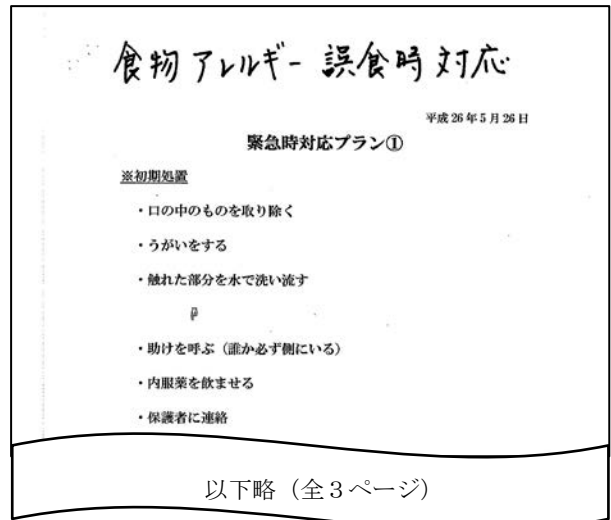 食物アレルギー 誤食時対応
平成26年5月26日
緊急時対応プラン①
※初期処置
・口の中のものを取り除く
・うがいをする
・触れた部分を水で洗い流す
・助けを呼ぶ（誰か必ず側にいる）
・内服薬を飲ませる
・保護者に連絡
以下略（全３ページ）